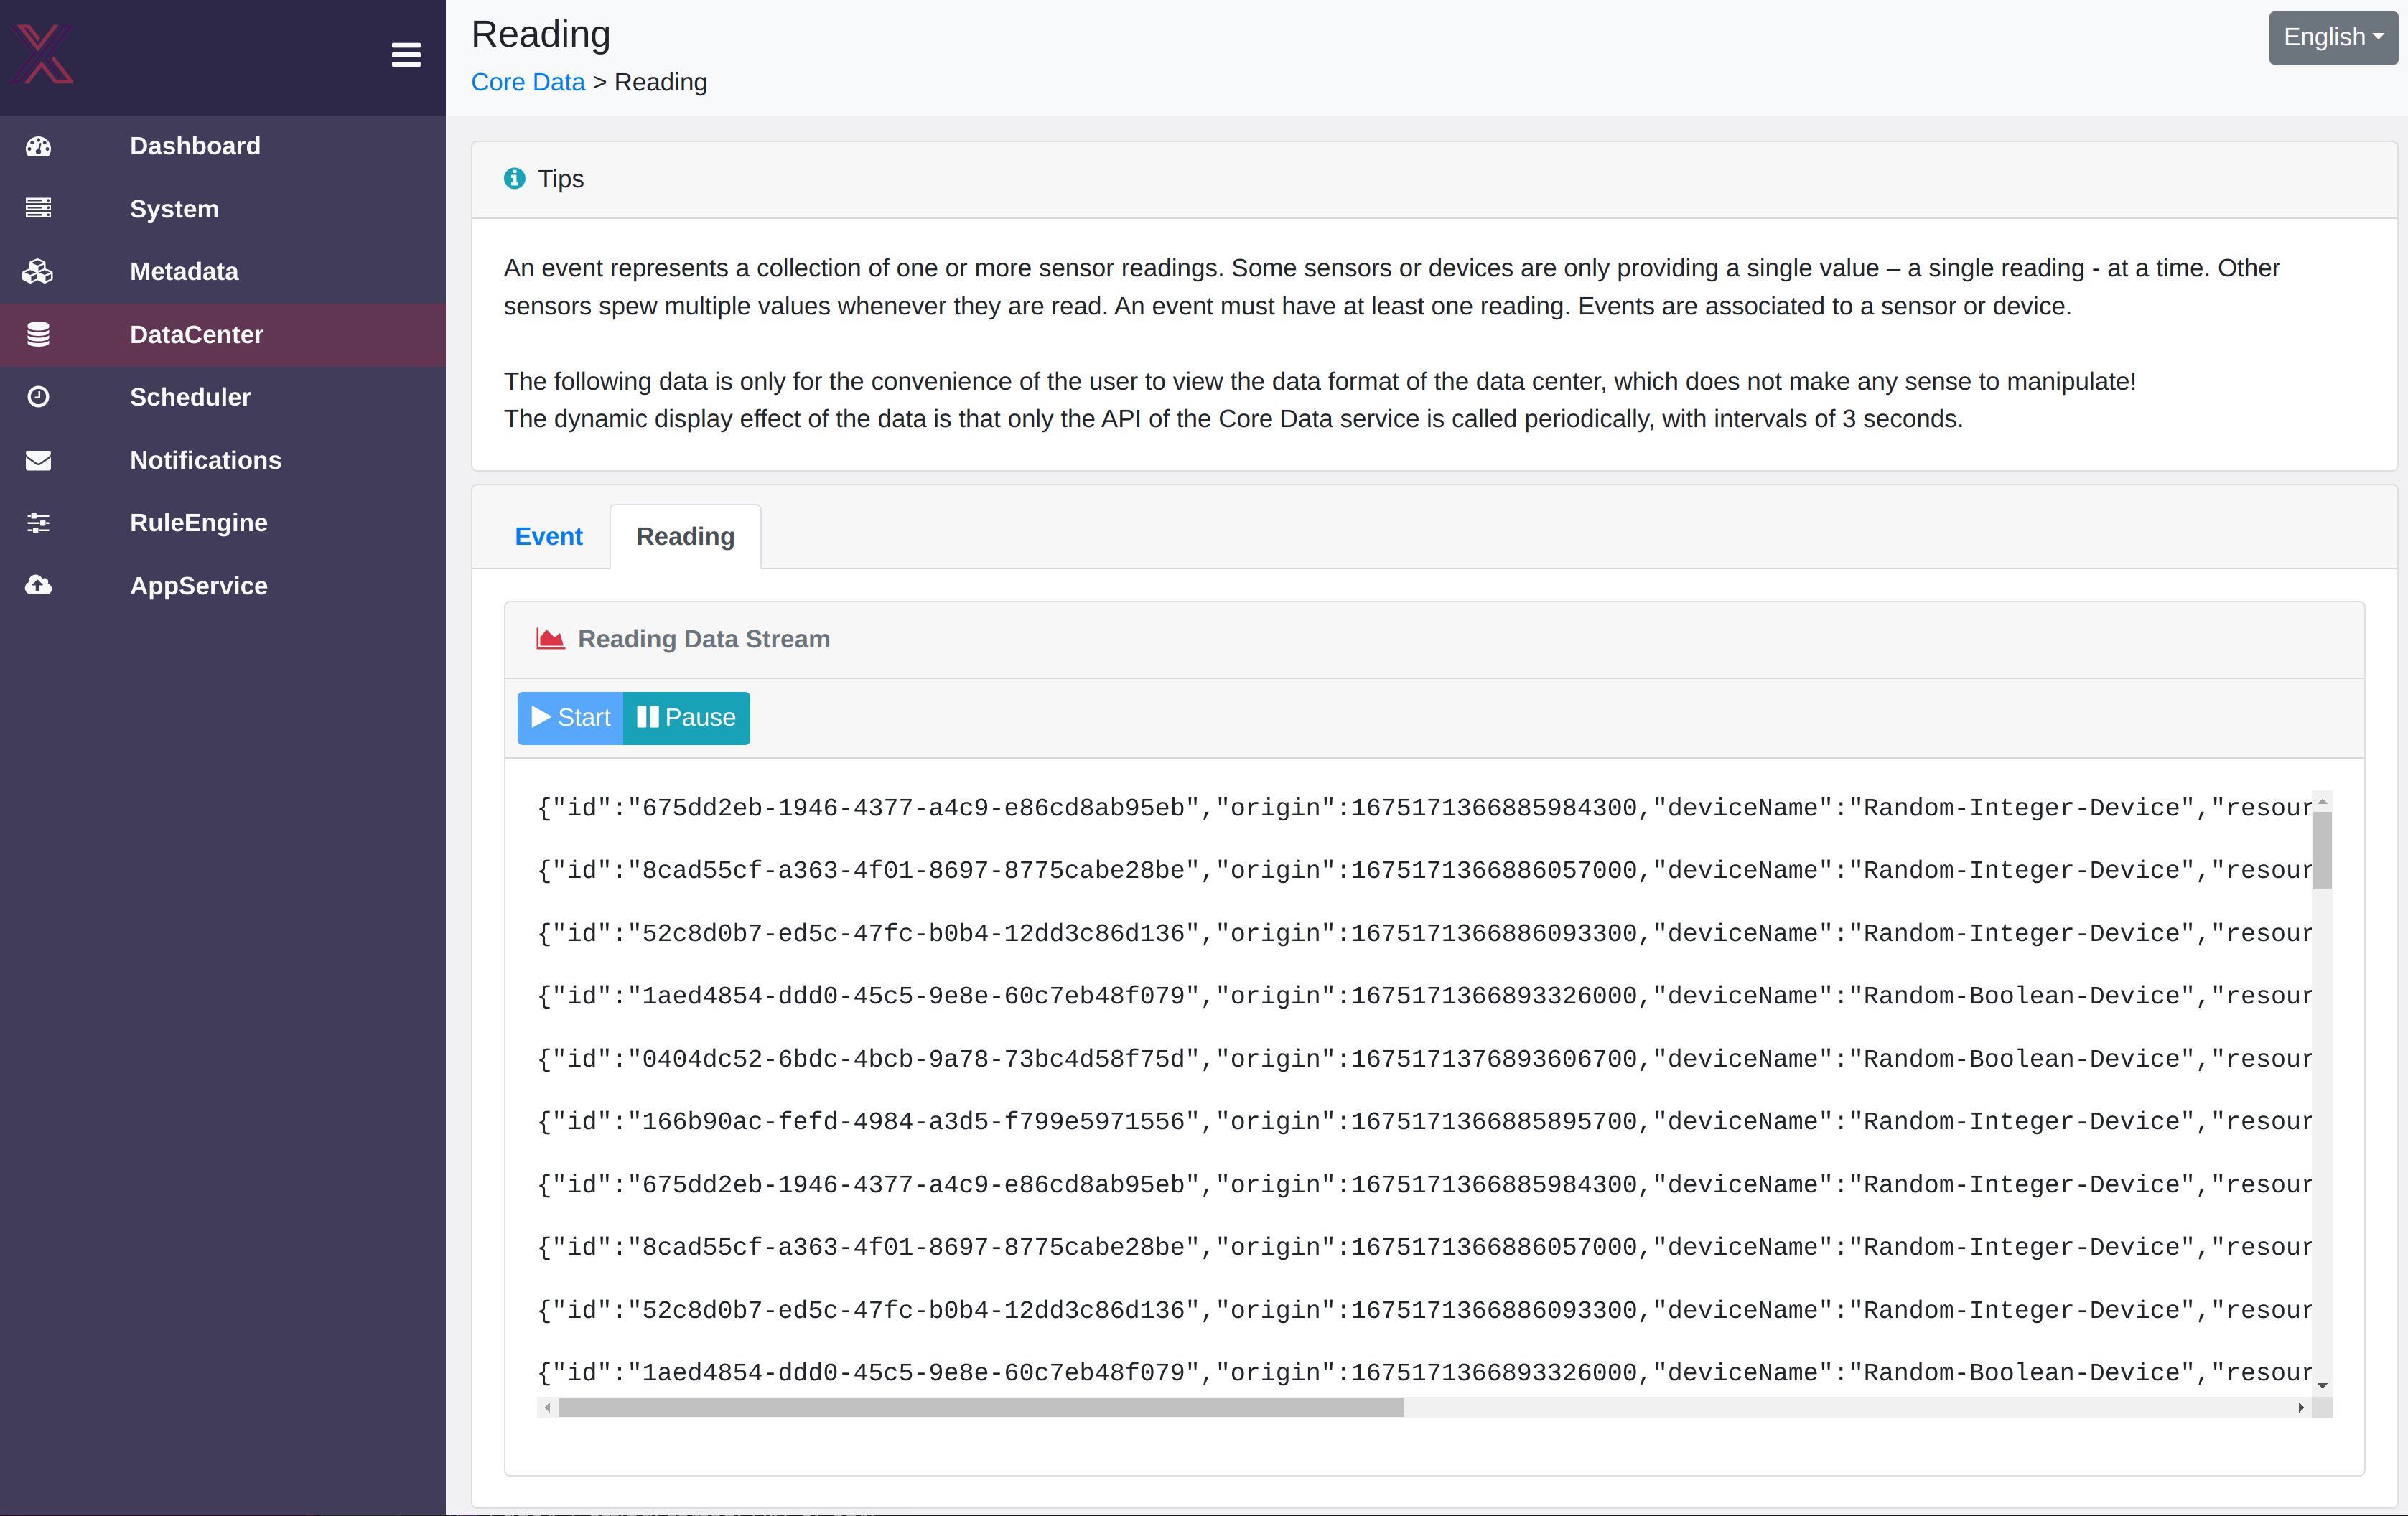 Reading
English
Core Data > Reading
Dashboard
System
Metadata
DataCenter
Scheduler
Notifications
RuleEngine
AppService
Tips
An event represents a collection of one or more sensor readings. Some sensors or devices are only providing a single value – a single reading - at a time. Other
sensors spew multiple values whenever they are read. An event must have at least one reading. Events are associated to a sensor or device.
The following data is only for the convenience of the user to view the data format of the data center, which does not make any sense to manipulate!
The dynamic display effect of the data is that only the API of the Core Data service is called periodically, with intervals of 3 seconds.
Event Reading
Reading Data Stream
Start Pause
{"id":"675dd2eb-1946-4377-a4c9-e86cd8ab95eb","origin":1675171366885984300,"deviceName":"Random-Integer-Device","resour
{"id":"8cad55cf-a363-4f01-8697-8775cabe28be","origin":1675171366886057000,"deviceName":"Random-Integer-Device","resour
{"id":"52c8d0b7-ed5c-47fc-b0b4-12dd3c86d136","origin":1675171366886093300,"deviceName":"Random-Integer-Device","resour
{"id":"1aed4854-ddd0-45c5-9e8e-60c7eb48f079","origin":1675171366893326000,"deviceName":"Random-Boolean-Device","resour
{"id":"0404dc52-6bdc-4bcb-9a78-73bc4d58f75d","origin":1675171376893606700,"deviceName":"Random-Boolean-Device","resour
{"id":"166b90ac-fefd-4984-a3d5-f799e5971556","origin":1675171366885895700,"deviceName":"Random-Integer-Device","resour
{"id":"675dd2eb-1946-4377-a4c9-e86cd8ab95eb","origin":1675171366885984300,"deviceName":"Random-Integer-Device","resour
{"id":"8cad55cf-a363-4f01-8697-8775cabe28be","origin":1675171366886057000,"deviceName":"Random-Integer-Device","resour
{"id":"52c8d0b7-ed5c-47fc-b0b4-12dd3c86d136","origin":1675171366886093300,"deviceName":"Random-Integer-Device","resour
{"id":"1aed4854-ddd0-45c5-9e8e-60c7eb48f079","origin":1675171366893326000,"deviceName":"Random-Boolean-Device","resour